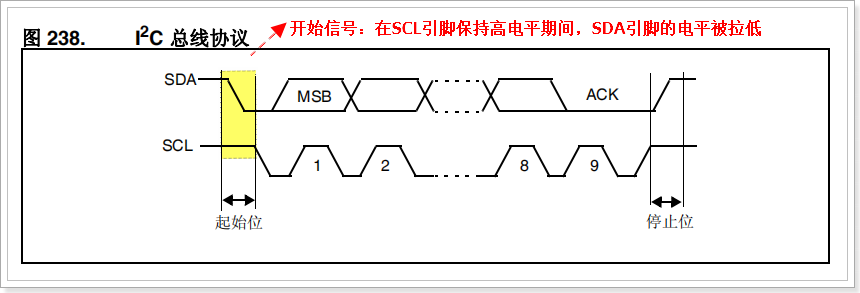 开始信号：在SCL引脚保持高电平期间，SDA引脚的电平被拉低
图 238. I2C 总线协议
SDA
MSB
ACK
SCL
1 2 8 9
起始位 停止位